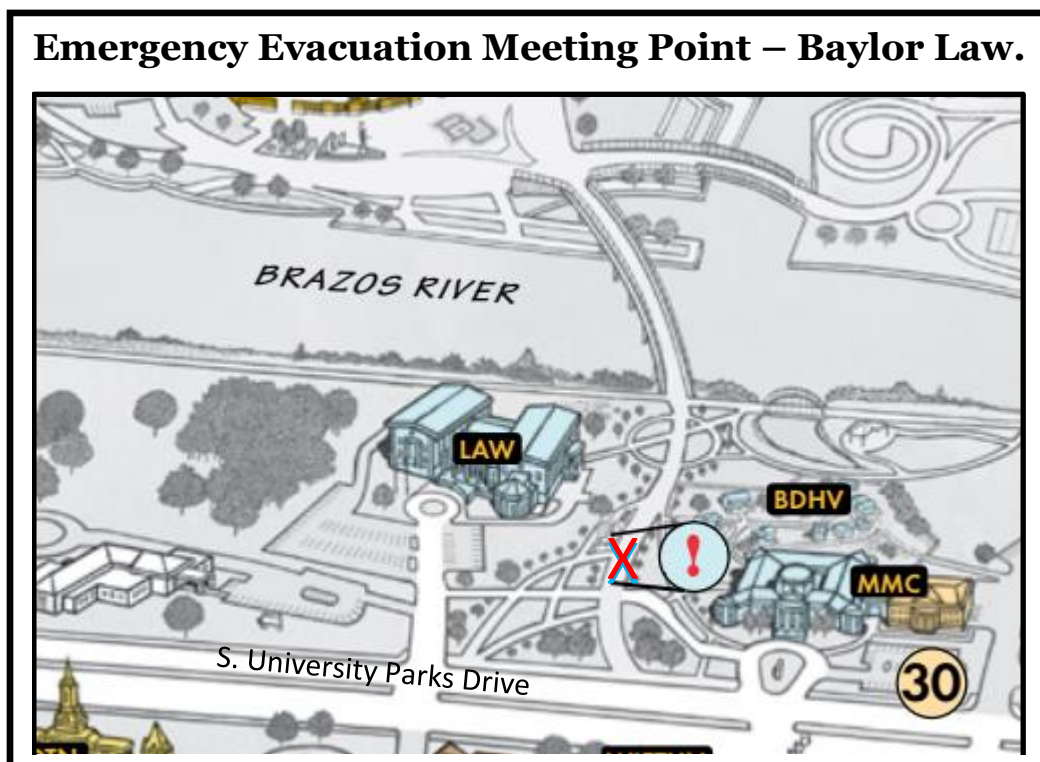 Emergency Evacuation Meeting Point – Baylor Law.
BRAZOS RIVER
LAW
BDHV
X
!
MMC
S. University Parks Drive
30